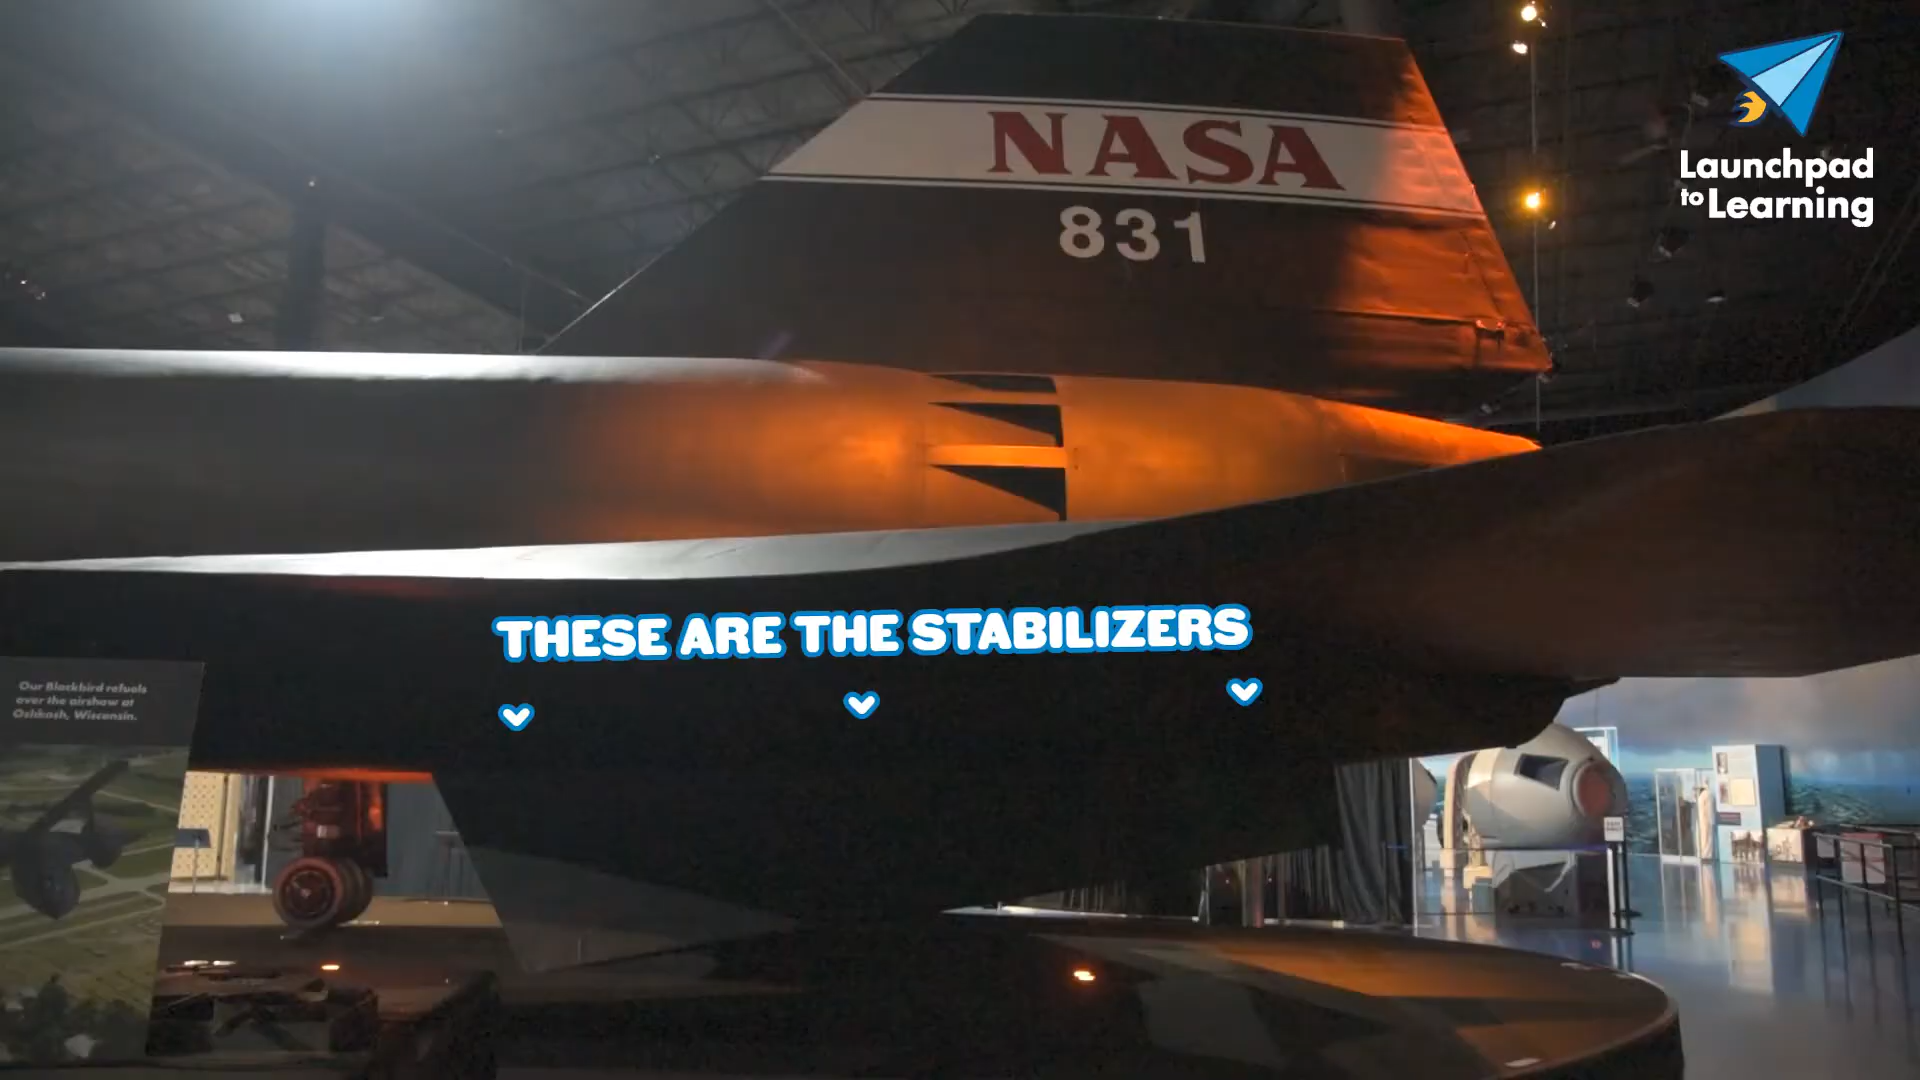 NASA
831
Launchpad
to Learning
THESE ARE THE STABILIZERS
Our Blackbird refuels
over the airshow at
Oshkosh, Wisconsin.